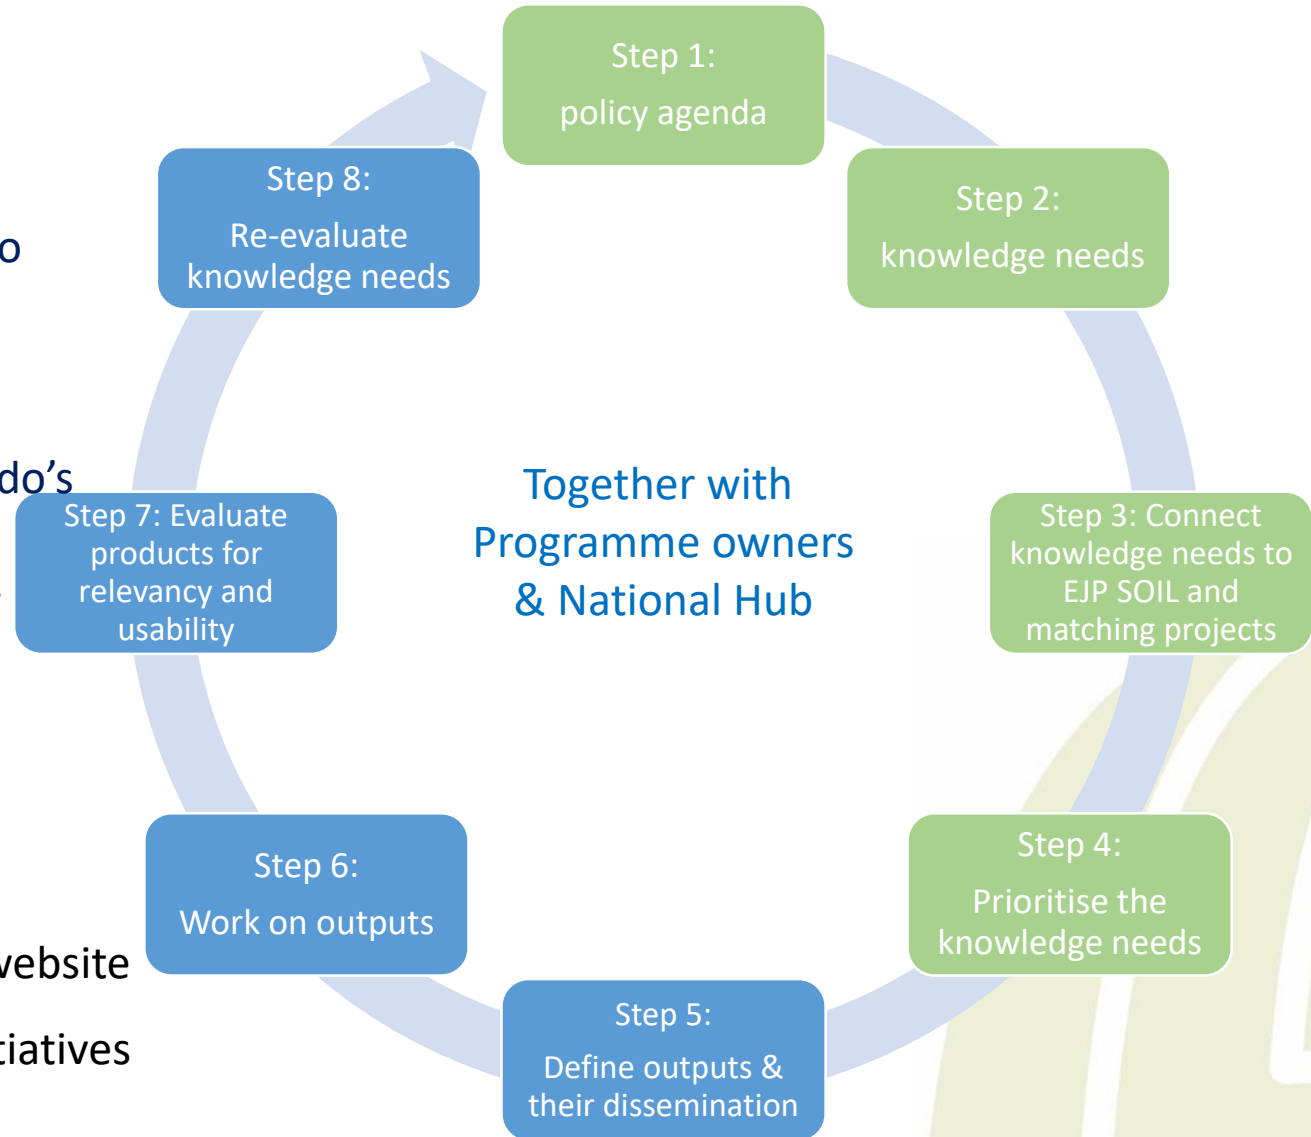 Step 1:
policy agenda
Step 2:
knowledge needs
Step 3: Connect
knowledge needs to
EJP SOIL and
matching projects
Step 4:
Prioritise the
knowledge needs
Step 5:
Define outputs &
their dissemination
Step 6:
Work on outputs
Step 7: Evaluate
products for
relevancy and
usability
Step 8:
Re-evaluate
knowledge needs
Together with
Programme owners
& National Hub
o
do’s
website
tiatives